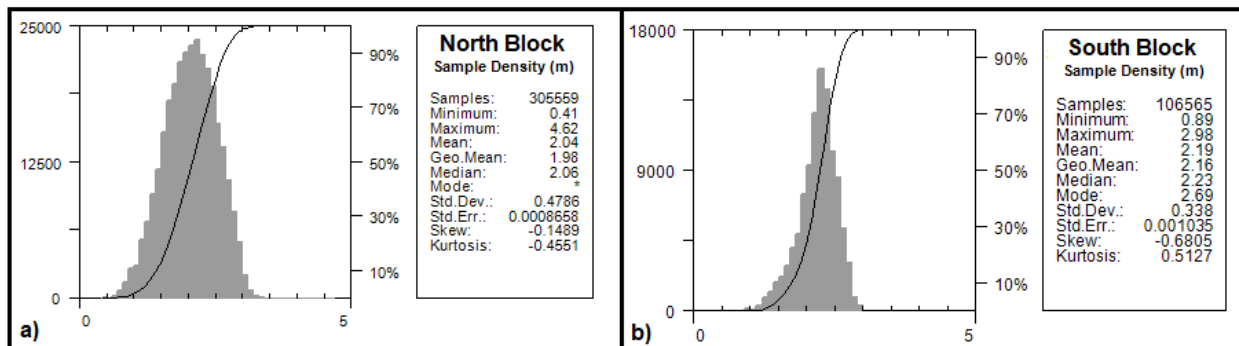 25000
12500
0
0
5
90%
70%
50%
30%
10%
a)
North Block
Sample Density (m)
Samples: 305559
Minimum: 0.41
Maximum: 4.62
Mean: 2.04
Geo.Mean: 1.98
Median: 2.06
Mode: *
Std.Dev.: 0.4786
Std.Err.: 0.0008658
Skew: -0.1489
Kurtosis: -0.4551
18000
9000
0
0
5
90%
70%
50%
30%
10%
b)
South Block
Sample Density (m)
Samples: 106565
Minimum: 0.89
Maximum: 2.98
Mean: 2.19
Geo.Mean: 2.16
Median: 2.23
Mode: 2.69
Std.Dev.: 0.338
Std.Err.: 0.001035
Skew: -0.6805
Kurtosis: 0.5127